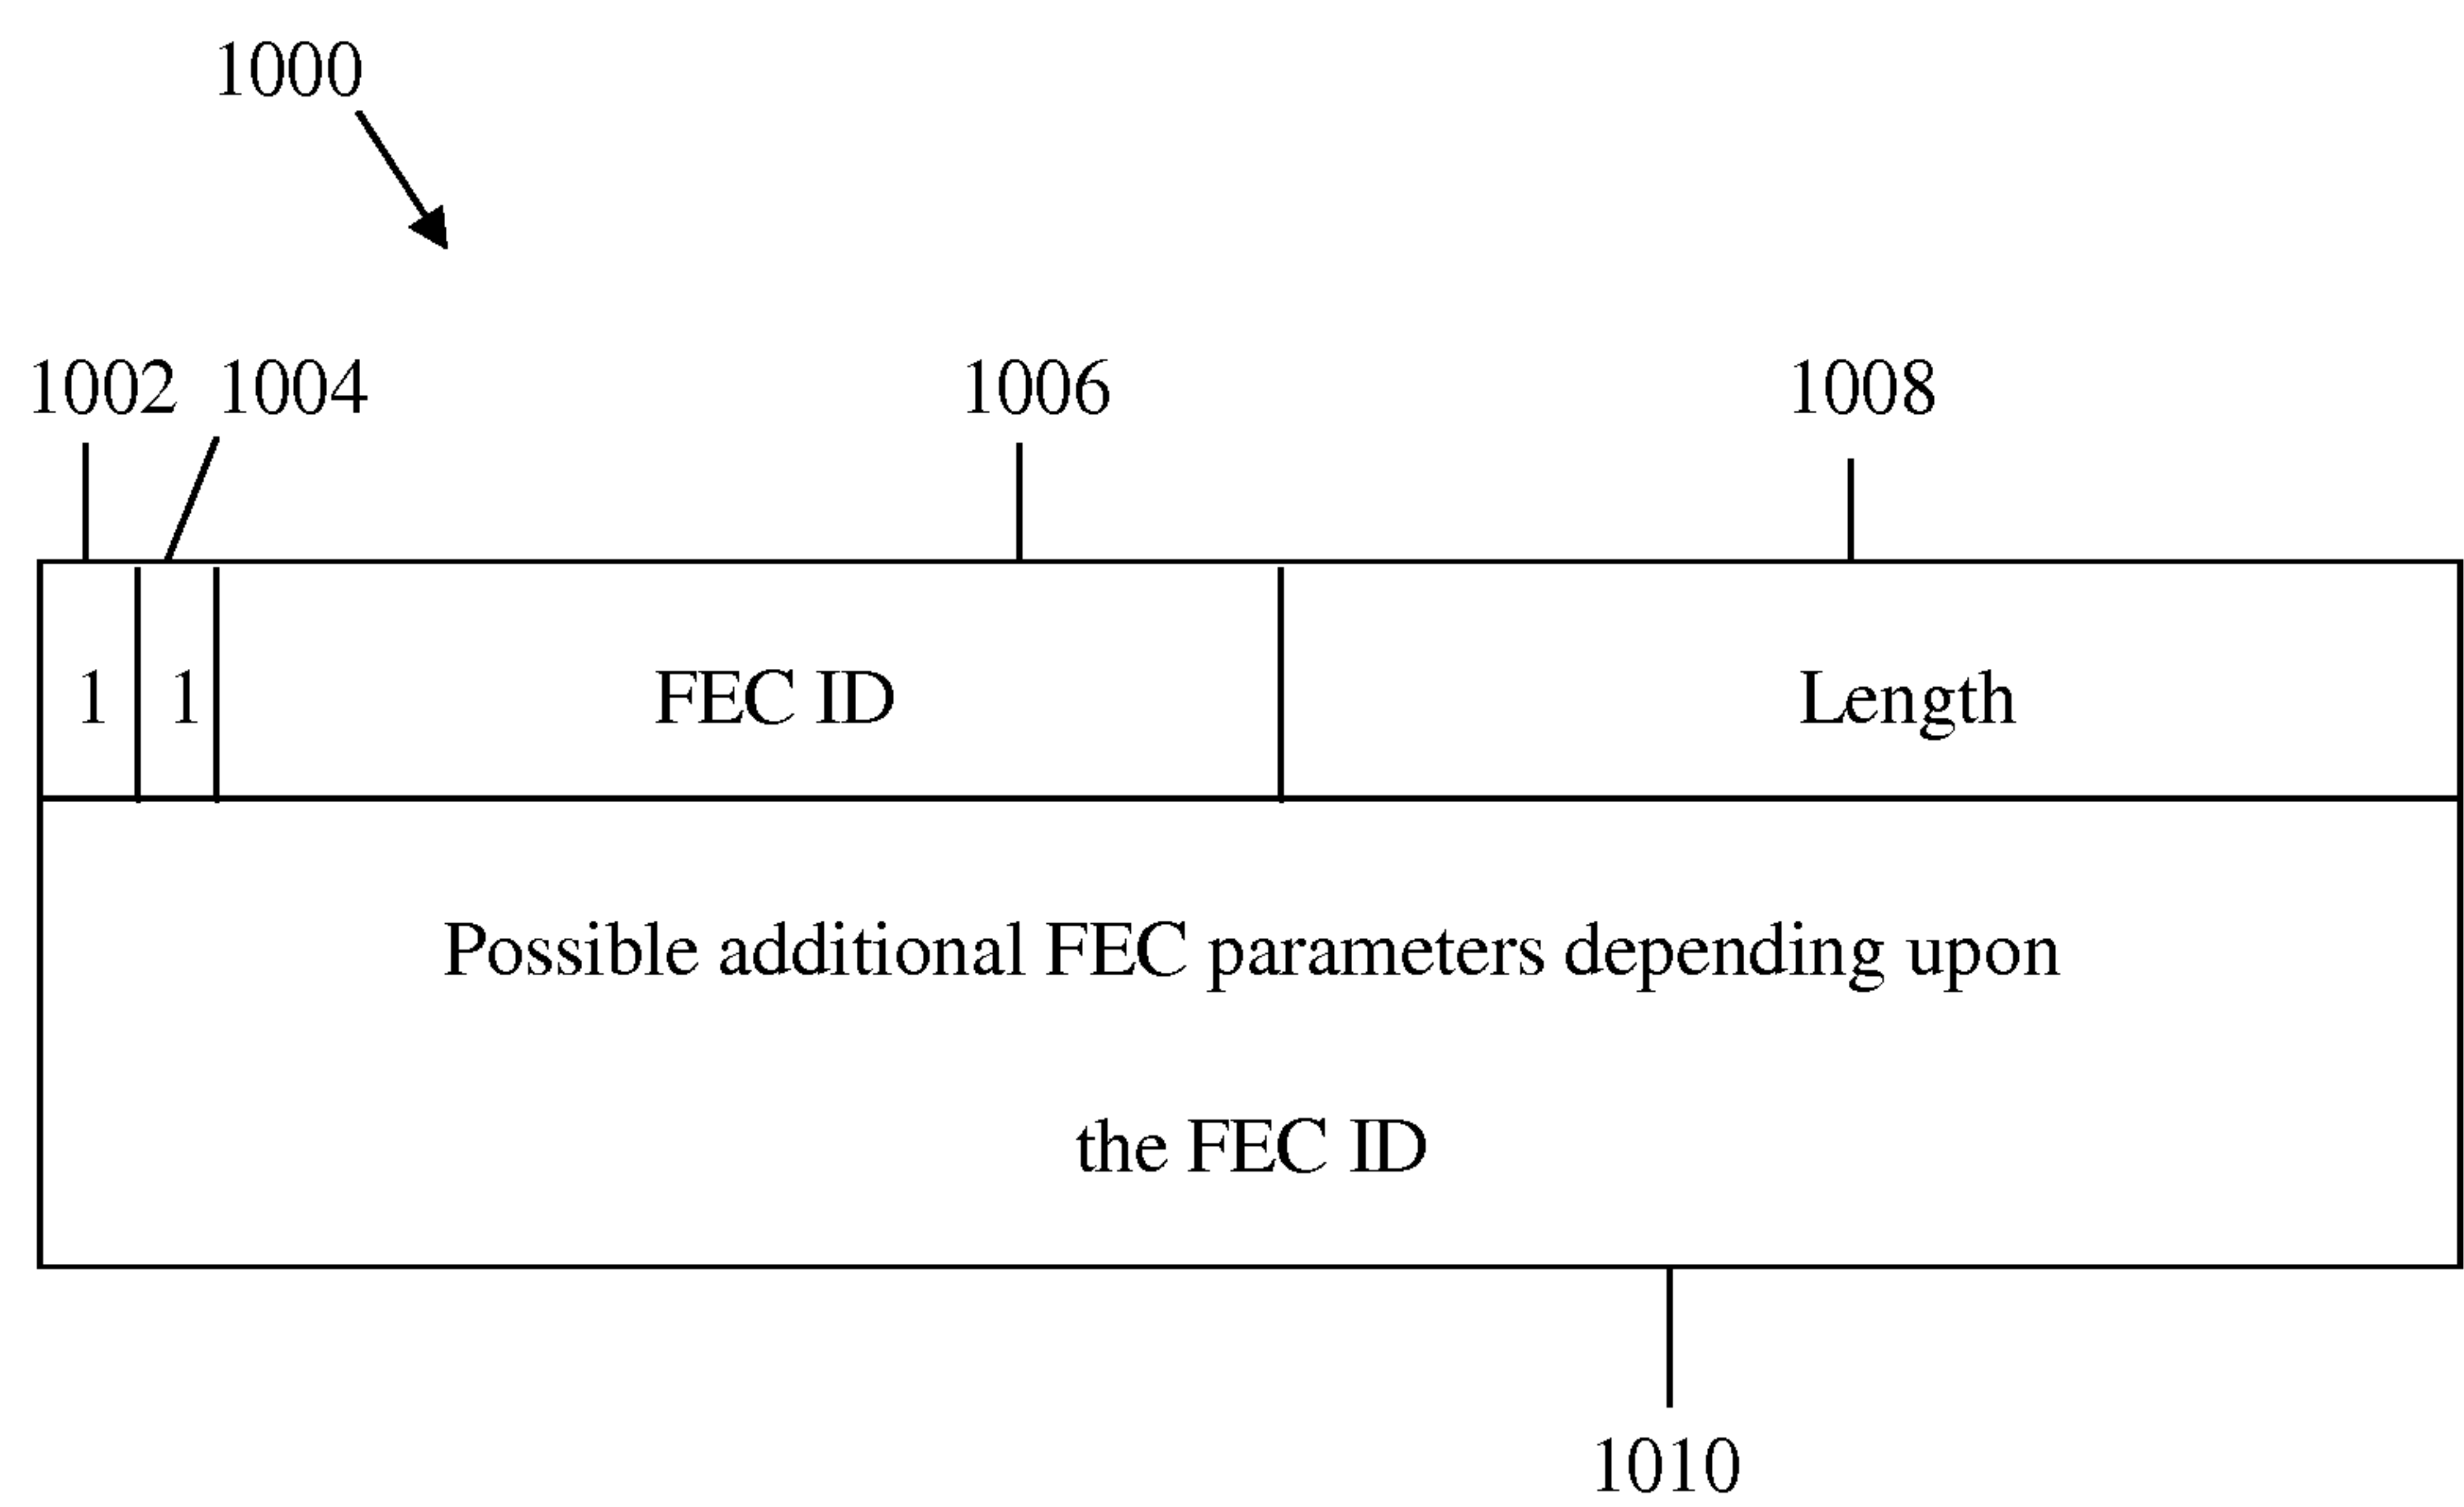 1000
1002 1004 1006 1008
1 1 FEC ID Length
Possible additional FEC parameters depending upon
the FEC ID
1010